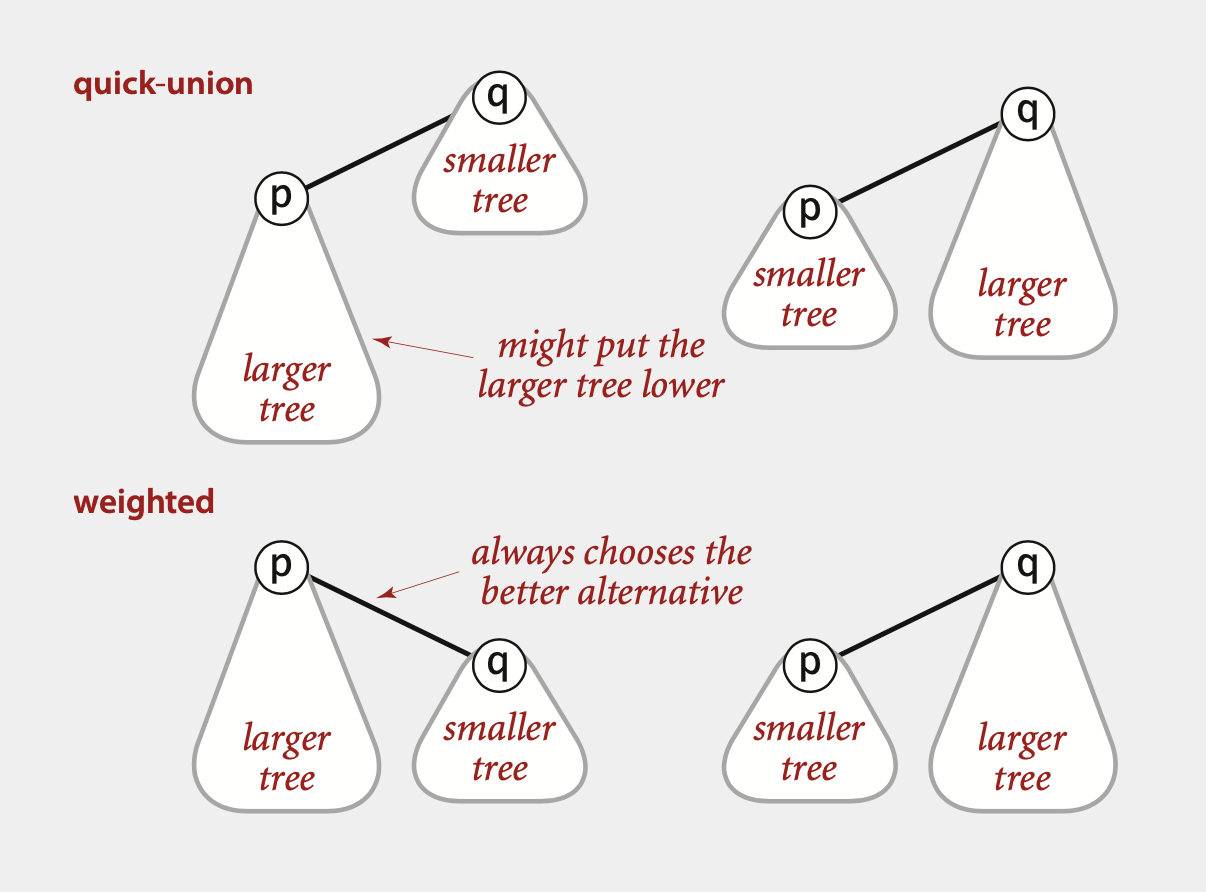 quick-union
q
smaller
tree
p
larger
tree
might put the
larger tree lower
q
p
smaller
tree
larger
tree
weighted
p
larger
tree
always chooses the
better alternative
q
smaller
tree
q
p
smaller
tree
larger
tree